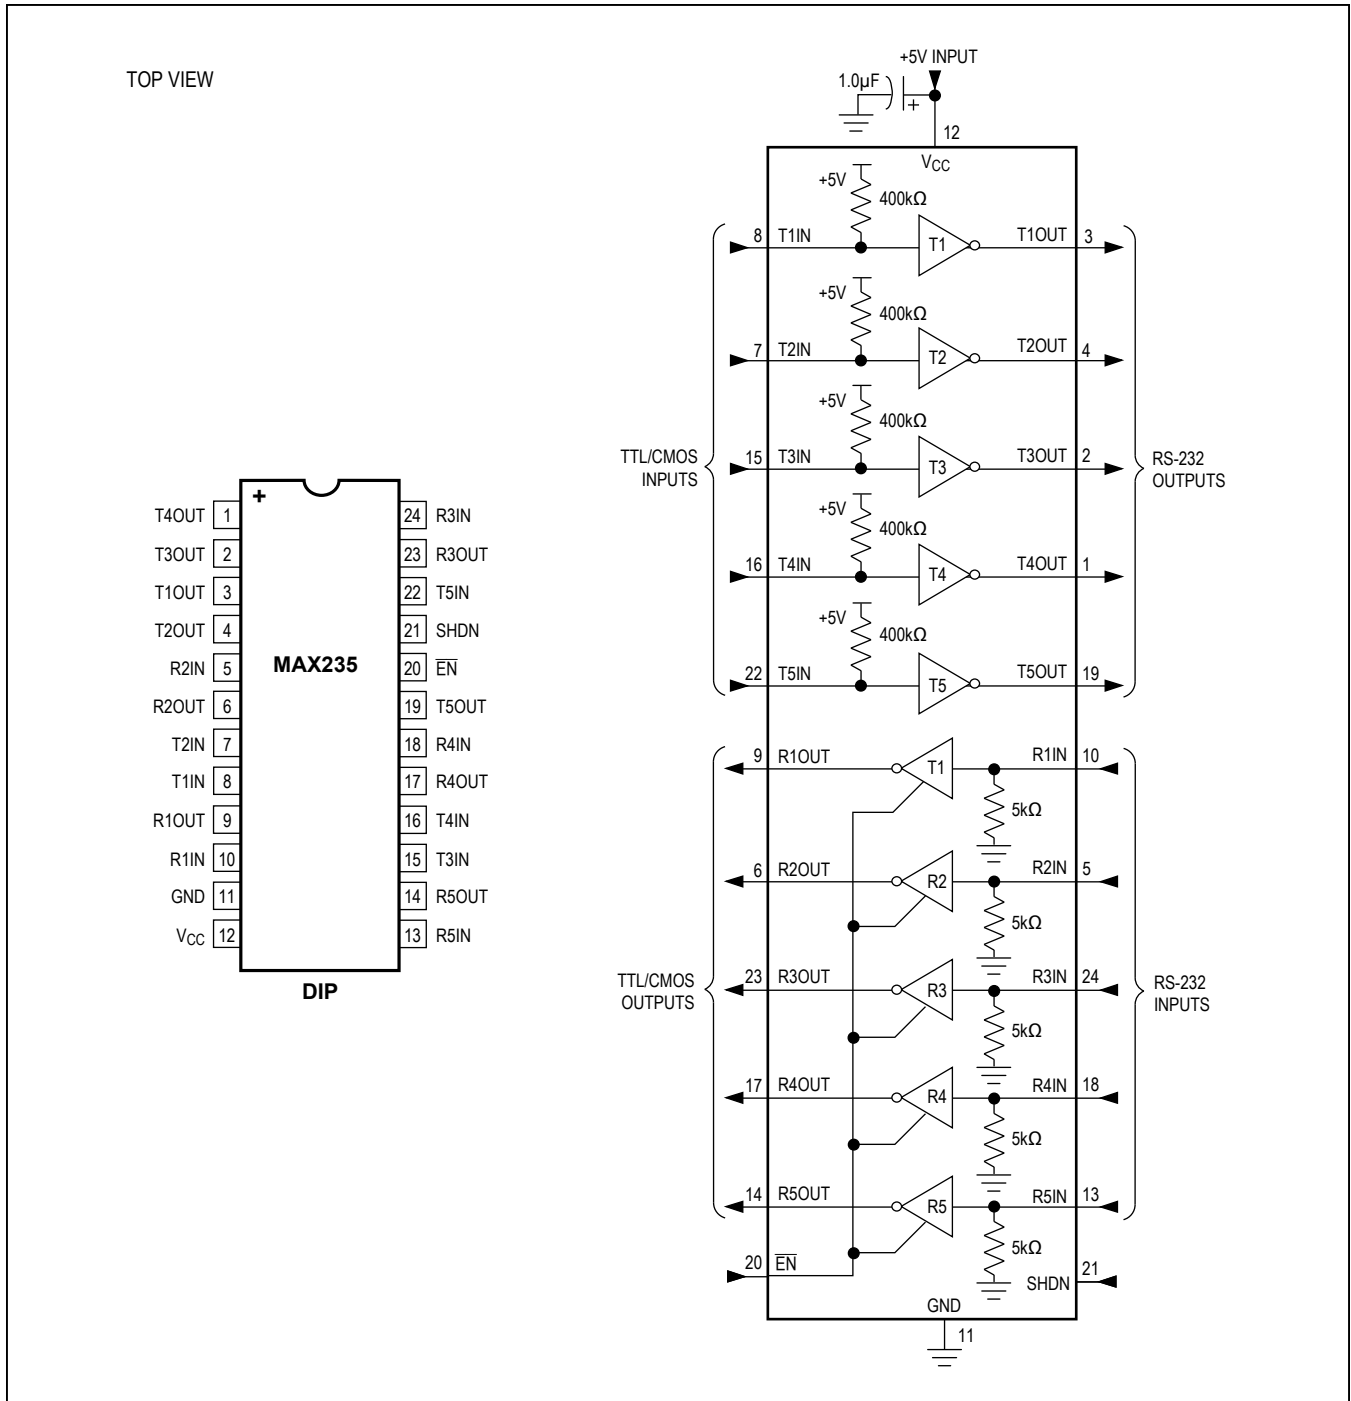 TOP VIEW
+
T4OUT 1
T3OUT 2
T1OUT 3
T2OUT 4
R2IN 5
R2OUT 6
T2IN 7
T1IN 8
R1OUT 9
R1IN 10
GND 11
VCC 12
MAX235
24 R3IN
23 R3OUT
22 T5IN
21 SHDN
20 E̅N̅
19 T5OUT
18 R4IN
17 R4OUT
16 T4IN
15 T3IN
14 R5OUT
13 R5IN
DIP
+5V INPUT
1.0µF
+
12
VCC
+5V
400kΩ
8 T1IN T1 T1OUT 3
+5V
400kΩ
7 T2IN T2 T2OUT 4
+5V
400kΩ
TTL/CMOS
INPUTS
15 T3IN T3 T3OUT 2
RS-232
OUTPUTS
+5V
400kΩ
16 T4IN T4 T4OUT 1
+5V
400kΩ
22 T5IN T5 T5OUT 19
9 R1OUT T1 R1IN 10
5kΩ
6 R2OUT R2 R2IN 5
5kΩ
TTL/CMOS
OUTPUTS
23 R3OUT R3 R3IN 24
RS-232
INPUTS
5kΩ
17 R4OUT R4 R4IN 18
5kΩ
14 R5OUT R5 R5IN 13
5kΩ
20 E̅N̅
SHDN 21
GND
11